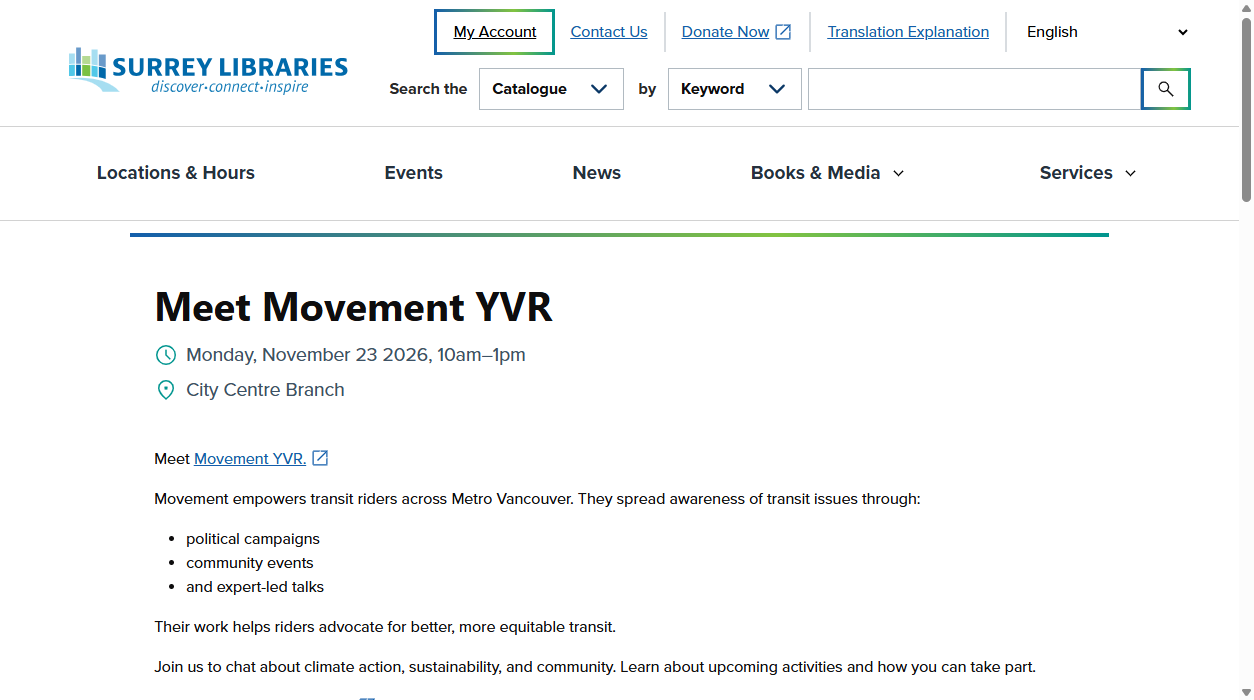 My Account Contact Us Donate Now Translation Explanation English
SURREY LIBRARIES
discover•connect•inspire
Search the Catalogue by Keyword
Locations & Hours Events News Books & Media Services
Meet Movement YVR
Monday, November 23 2026, 10am–1pm
City Centre Branch
Meet Movement YVR.
Movement empowers transit riders across Metro Vancouver. They spread awareness of transit issues through:
• political campaigns
• community events
• and expert-led talks
Their work helps riders advocate for better, more equitable transit.
Join us to chat about climate action, sustainability, and community. Learn about upcoming activities and how you can take part.